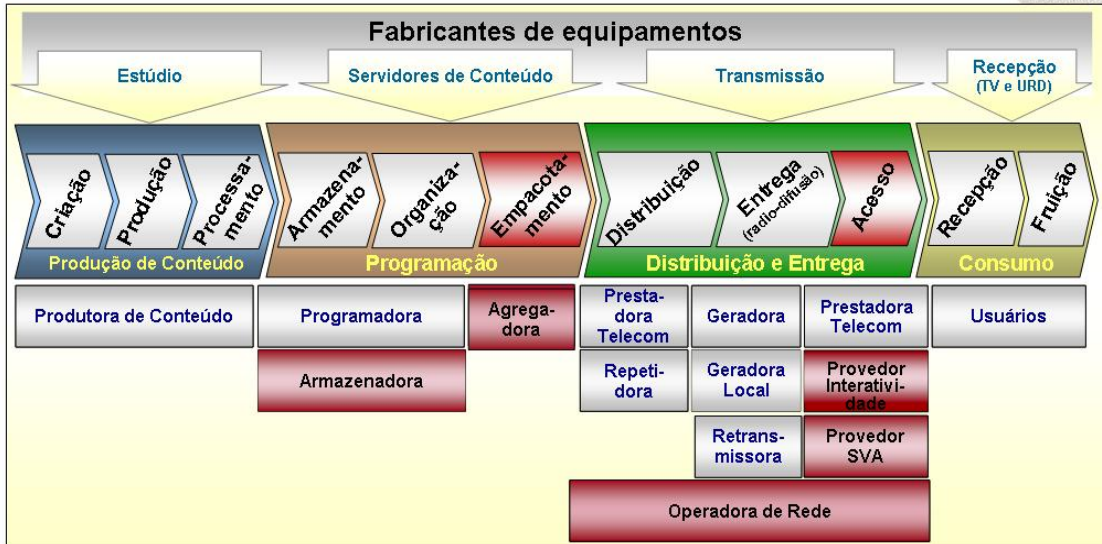 Fabricantes de equipamentos
Estúdio
Servidores de Conteúdo
Transmissão
Recepção
(TV e URD)
Criação
Produção
Processa-
mento
Armazena-
mento
Organiza-
ção
Empacota-
mento
Distribuição
Entrega
(radio-difusão)
Acesso
Recepção
Fruição
Produção de Conteúdo
Programação
Distribuição e Entrega
Consumo
Produtora de Conteúdo
Programadora
Agrega-
dora
Presta-
dora
Telecom
Geradora
Prestadora
Telecom
Usuários
Armazenadora
Repeti-
dora
Geradora
Local
Provedor
Interativi-
dade
Retrans-
missora
Provedor
SVA
Operadora de Rede